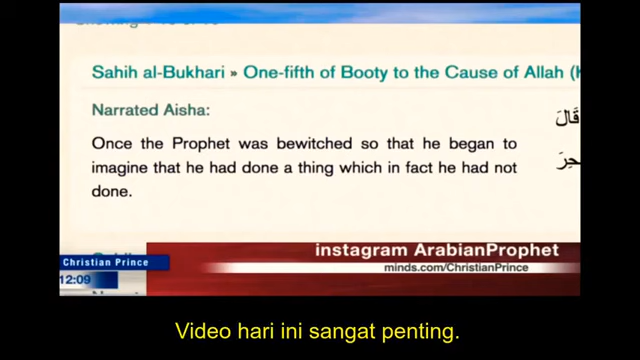 Sahih al-Bukhari » One-fifth of Booty to the Cause of Allah
Narrated Aisha:
قَالَ
Once the Prophet was bewitched so that he began to
imagine that he had done a thing which in fact he had not
done.
instagram ArabianProphet
Christian Prince
minds.com/ChristianPrince
12:09
Video hari ini sangat penting.